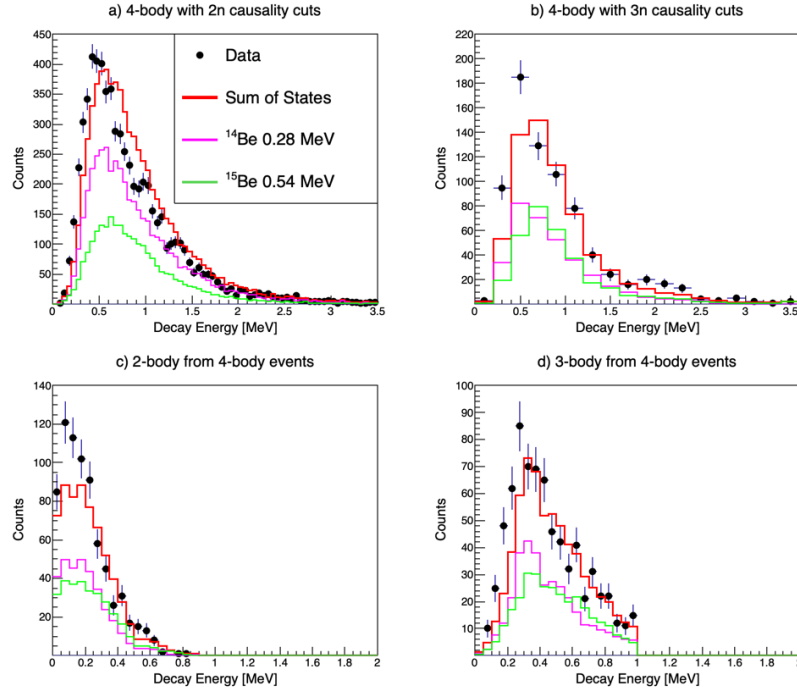 a) 4-body with 2n causality cuts
450
400
350
300
250
200
150
100
50
Counts
0 0.5 1 1.5 2 2.5 3 3.5
Decay Energy [MeV]
Data
Sum of States
¹⁴Be 0.28 MeV
¹⁵Be 0.54 MeV
b) 4-body with 3n causality cuts
220
200
180
160
140
120
100
80
60
40
20
Counts
0 0.5 1 1.5 2 2.5 3 3.5
Decay Energy [MeV]
c) 2-body from 4-body events
140
120
100
80
60
40
20
Counts
0 0.2 0.4 0.6 0.8 1 1.2 1.4 1.6 1.8 2
Decay Energy [MeV]
d) 3-body from 4-body events
100
90
80
70
60
50
40
30
20
10
Counts
0 0.2 0.4 0.6 0.8 1 1.2 1.4 1.6 1.8 2
Decay Energy [MeV]